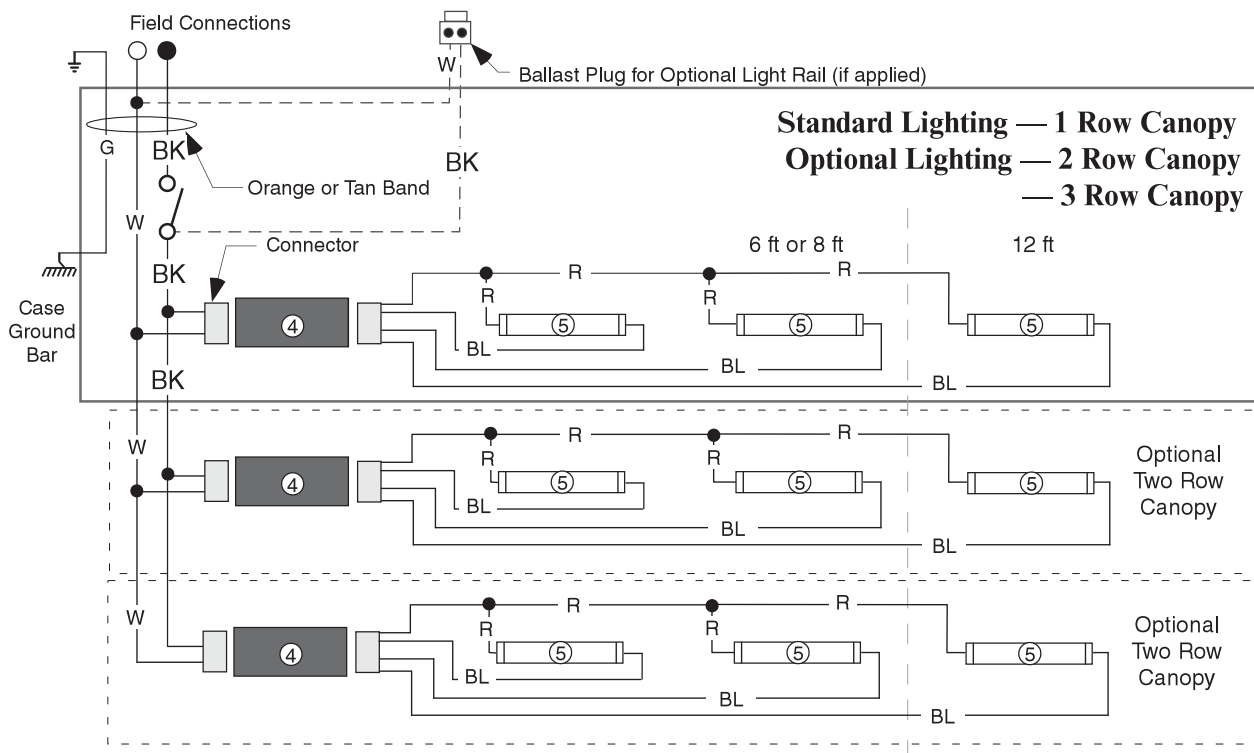 Field Connections
W
Ballast Plug for Optional Light Rail (if applied)
Standard Lighting — 1 Row Canopy
Optional Lighting — 2 Row Canopy
— 3 Row Canopy
G
BK
BK
Orange or Tan Band
W
Connector
6 ft or 8 ft
12 ft
BK
R
R
R
R
Case
Ground
Bar
4
5
5
5
BL
BL
BL
BK
W
R
R
R
R
4
5
5
5
BL
BL
BL
Optional
Two Row
Canopy
W
R
R
R
R
4
5
5
5
BL
BL
BL
Optional
Two Row
Canopy